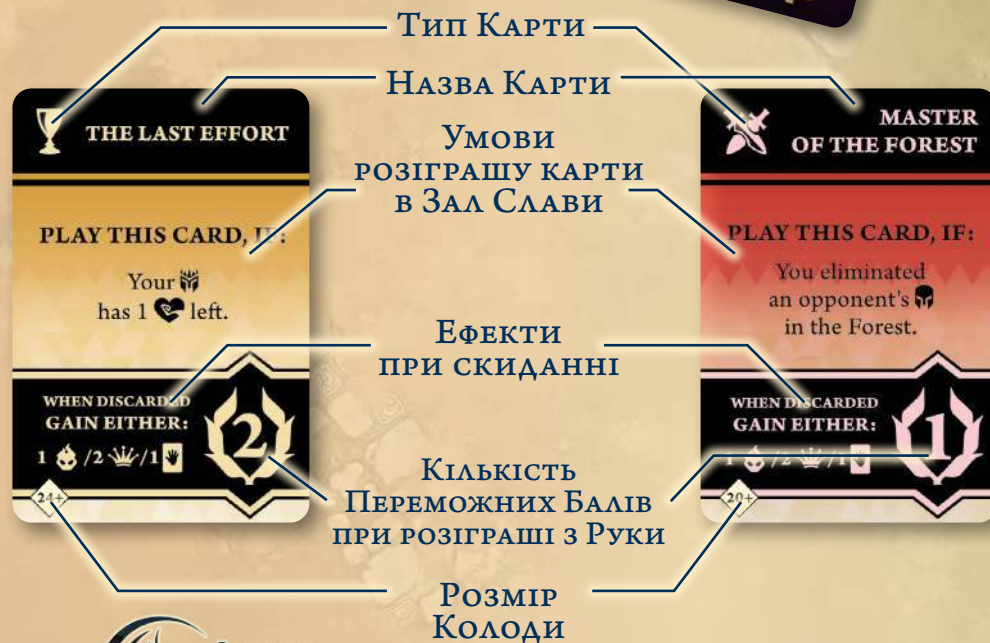 Тип Карти
Назва Карти
THE LAST EFFORT
MASTER
OF THE FOREST
Умови
розіграшу карти
в Зал Слави
PLAY THIS CARD, IF:
Your
has 1 left.
PLAY THIS CARD, IF:
You eliminated
an opponent's
in the Forest.
Ефекти
при скиданні
WHEN DISCARDED
GAIN EITHER:
1 /2 /1
2
WHEN DISCARDED
GAIN EITHER:
1 /2 /1
1
Кількість
Переможних Балів
при розіграші з Руки
24+
20+
Розмір
Колоди